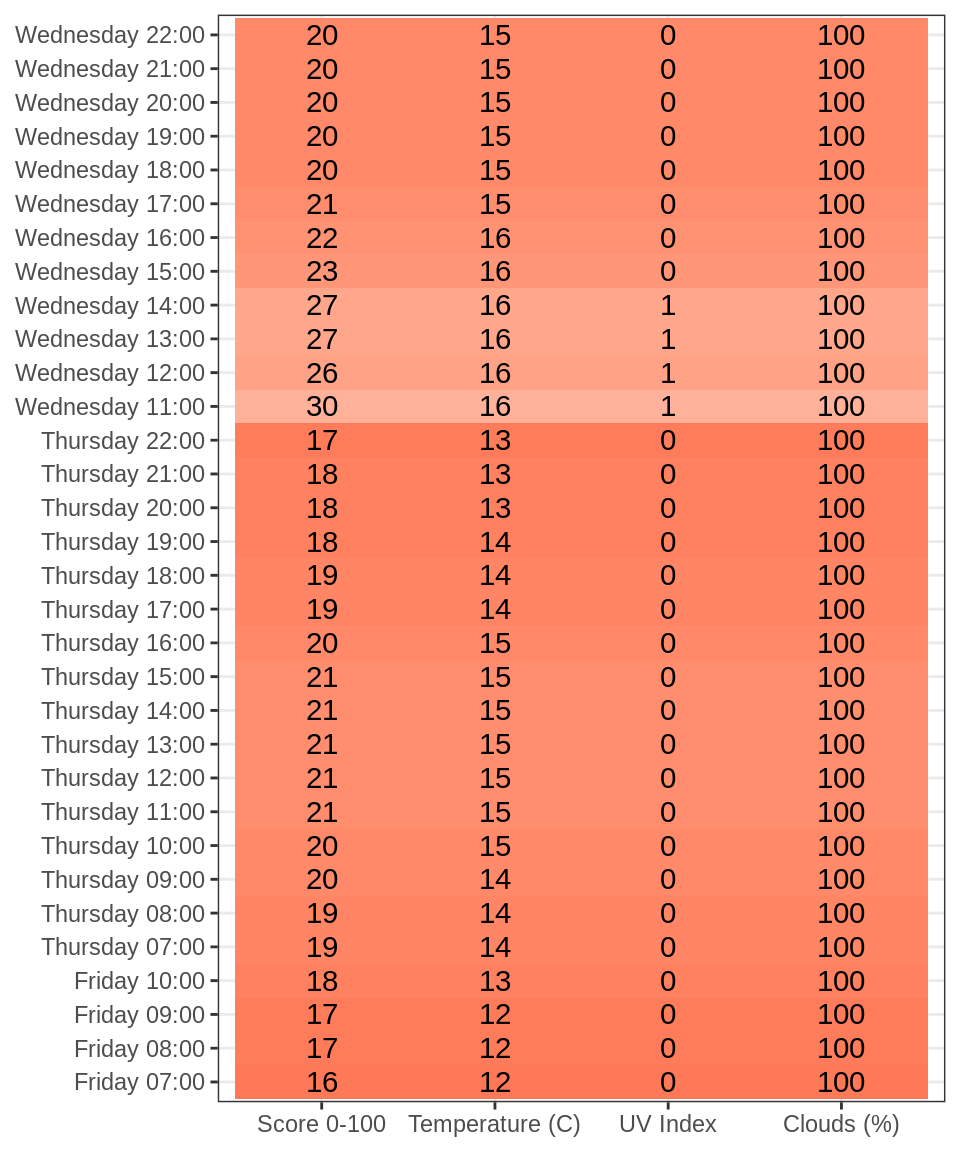 Wednesday 22:00 20 15 0 100
Wednesday 21:00 20 15 0 100
Wednesday 20:00 20 15 0 100
Wednesday 19:00 20 15 0 100
Wednesday 18:00 20 15 0 100
Wednesday 17:00 21 15 0 100
Wednesday 16:00 22 16 0 100
Wednesday 15:00 23 16 0 100
Wednesday 14:00 27 16 1 100
Wednesday 13:00 27 16 1 100
Wednesday 12:00 26 16 1 100
Wednesday 11:00 30 16 1 100
Thursday 22:00 17 13 0 100
Thursday 21:00 18 13 0 100
Thursday 20:00 18 13 0 100
Thursday 19:00 18 14 0 100
Thursday 18:00 19 14 0 100
Thursday 17:00 19 14 0 100
Thursday 16:00 20 15 0 100
Thursday 15:00 21 15 0 100
Thursday 14:00 21 15 0 100
Thursday 13:00 21 15 0 100
Thursday 12:00 21 15 0 100
Thursday 11:00 21 15 0 100
Thursday 10:00 20 15 0 100
Thursday 09:00 20 14 0 100
Thursday 08:00 19 14 0 100
Thursday 07:00 19 14 0 100
Friday 10:00 18 13 0 100
Friday 09:00 17 12 0 100
Friday 08:00 17 12 0 100
Friday 07:00 16 12 0 100
Score 0-100 Temperature (C) UV Index Clouds (%)